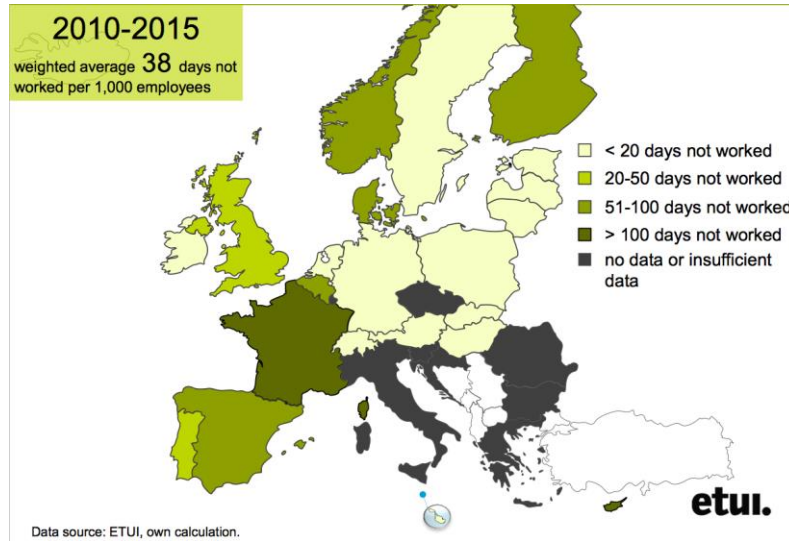 2010-2015
weighted average 38 days not
worked per 1,000 employees
< 20 days not worked
20-50 days not worked
51-100 days not worked
> 100 days not worked
no data or insufficient
data
etui.
Data source: ETUI, own calculation.